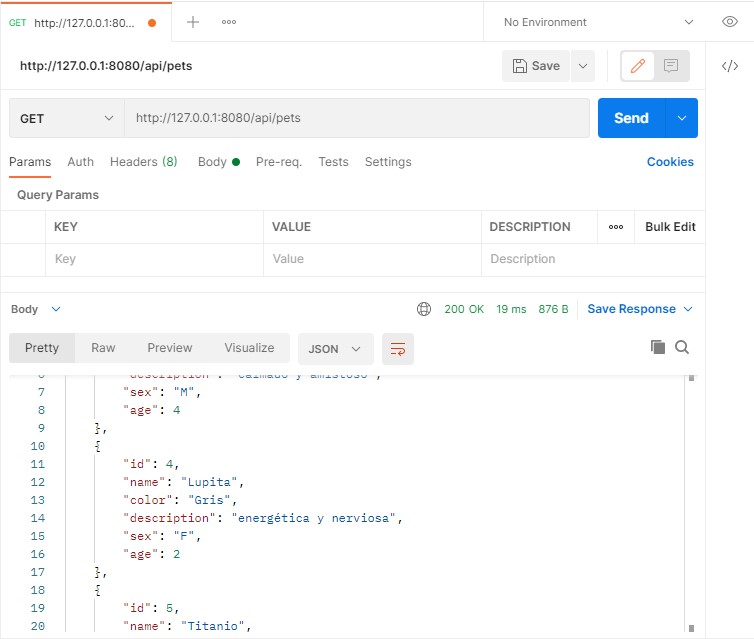 GET http://127.0.0.1:80...
No Environment
http://127.0.0.1:8080/api/pets
Save
GET http://127.0.0.1:8080/api/pets Send
Params Auth Headers (8) Body Pre-req. Tests Settings Cookies
Query Params
KEY VALUE DESCRIPTION Bulk Edit
Key Value Description
Body 200 OK 19 ms 876 B Save Response
Pretty Raw Preview Visualize JSON
6 "description": "calmado y amistoso",
7 "sex": "M",
8 "age": 4
9 },
10 {
11 "id": 4,
12 "name": "Lupita",
13 "color": "Gris",
14 "description": "energética y nerviosa",
15 "sex": "F",
16 "age": 2
17 },
18 {
19 "id": 5,
20 "name": "Titanio",